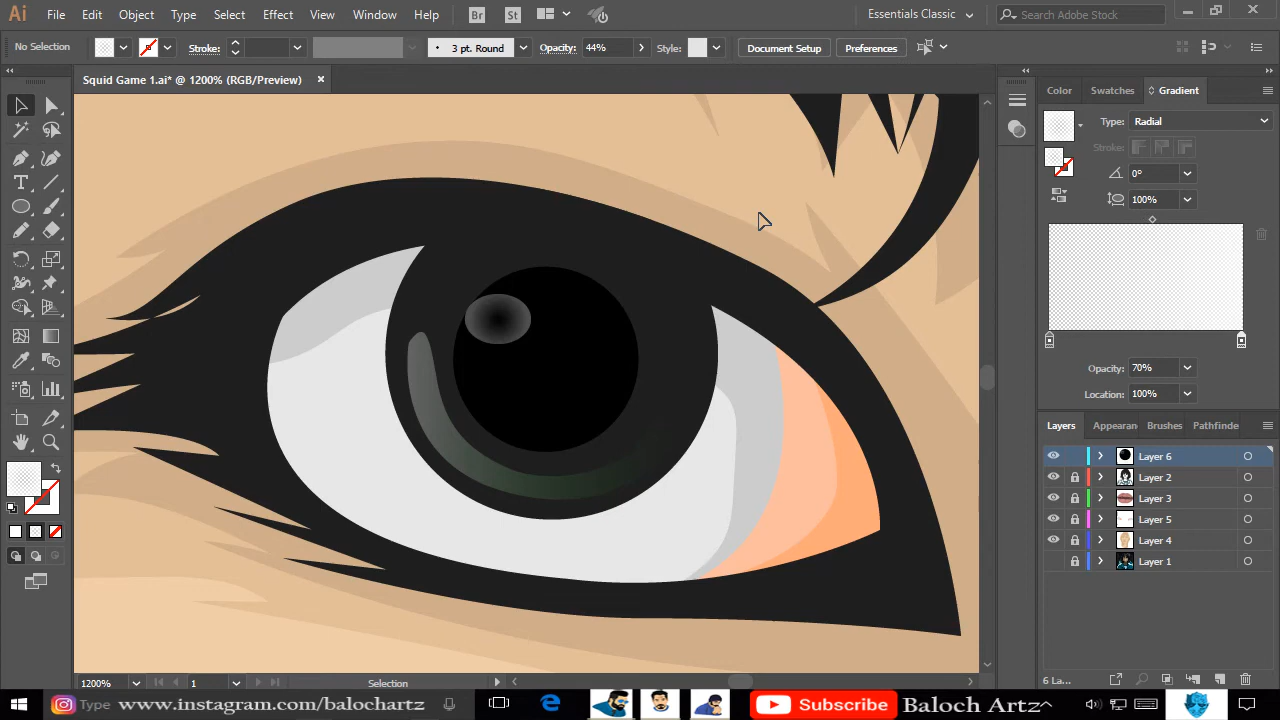 Ai File Edit Object Type Select Effect View Window Help Br St Essentials Classic Search Adobe Stock
No Selection Stroke: 3 pt. Round Opacity: 44% Style: Document Setup Preferences
Squid Game 1.ai* @ 1200% (RGB/Preview)
Color Swatches Gradient
Type: Radial
Stroke:
0°
100%
Opacity: 70%
Location: 100%
Layers Appearan Brushes Pathfinde
Layer 6
Layer 2
Layer 3
Layer 5
Layer 4
Layer 1
1200% 1 Selection 6 La...
Type www.instagram.com/balochartz Subscribe Baloch Artz